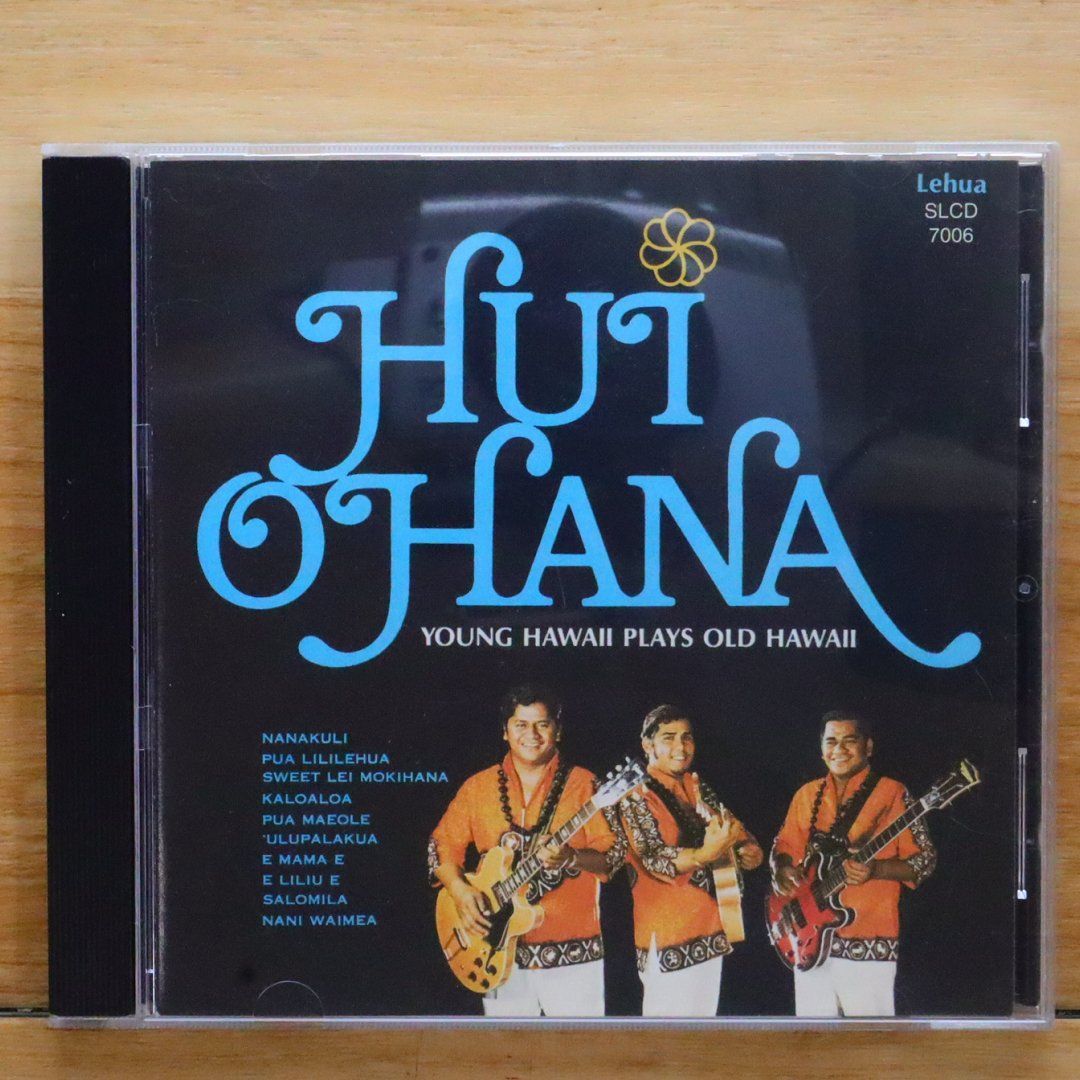 Lehua
SLCD
7006
HUI
O'HANA
YOUNG HAWAII PLAYS OLD HAWAII
NANAKULI
PUA LILILEHUA
SWEET LEI MOKIHANA
KALOALOA
PUA MAEOLE
'ULUPALAKUA
E MAMA E
E LILIU E
SALOMILA
NANI WAIMEA